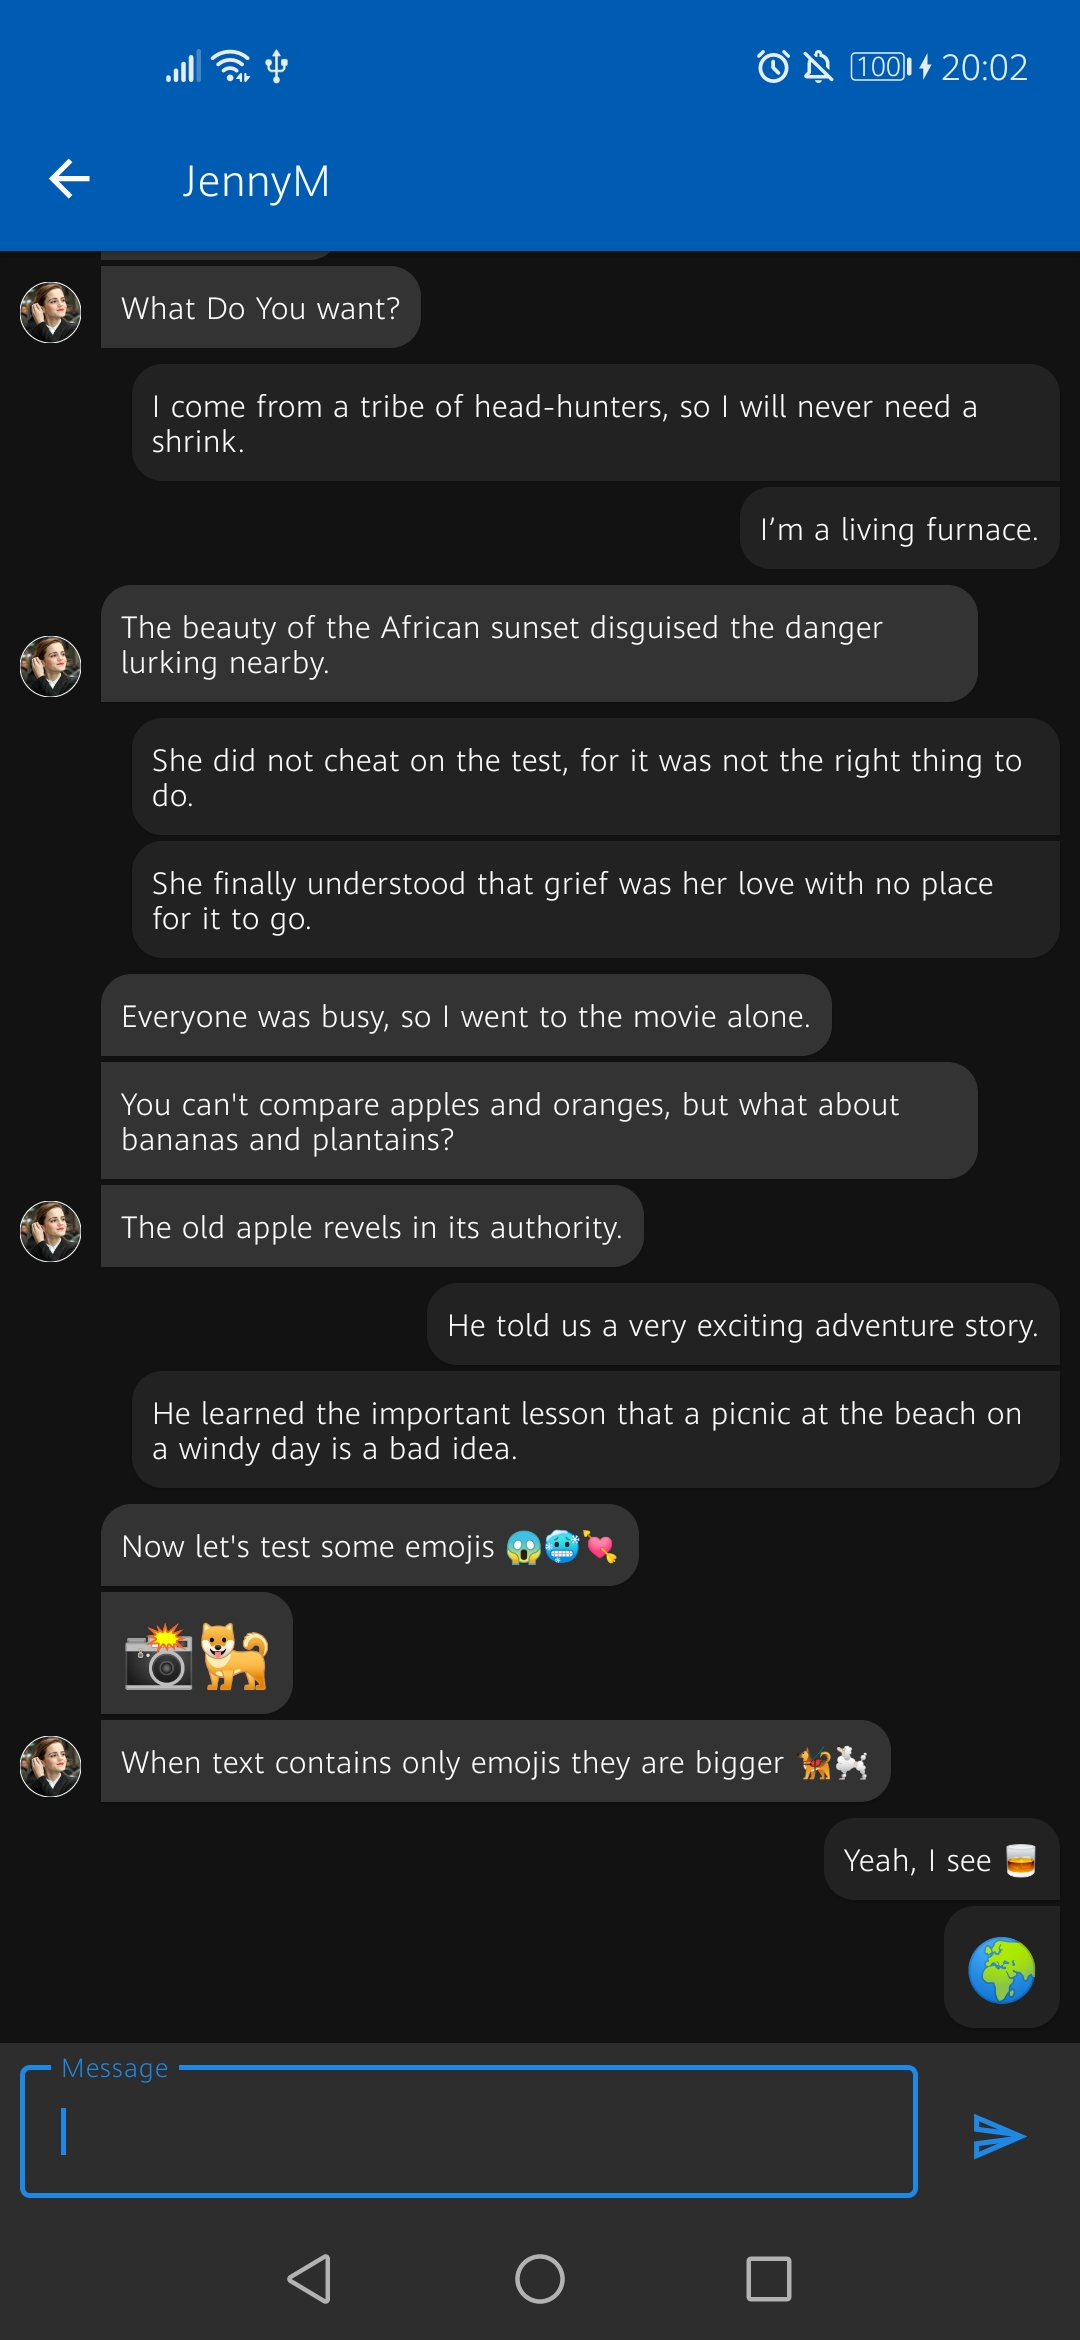 100 20:02
JennyM
What Do You want?
I come from a tribe of head-hunters, so I will never need a
shrink.
I’m a living furnace.
The beauty of the African sunset disguised the danger
lurking nearby.
She did not cheat on the test, for it was not the right thing to
do.
She finally understood that grief was her love with no place
for it to go.
Everyone was busy, so I went to the movie alone.
You can't compare apples and oranges, but what about
bananas and plantains?
The old apple revels in its authority.
He told us a very exciting adventure story.
He learned the important lesson that a picnic at the beach on
a windy day is a bad idea.
Now let's test some emojis 😱🥶💘
📸🐕
When text contains only emojis they are bigger 🐕‍🦺🐩
Yeah, I see 🥃
🌍
Message